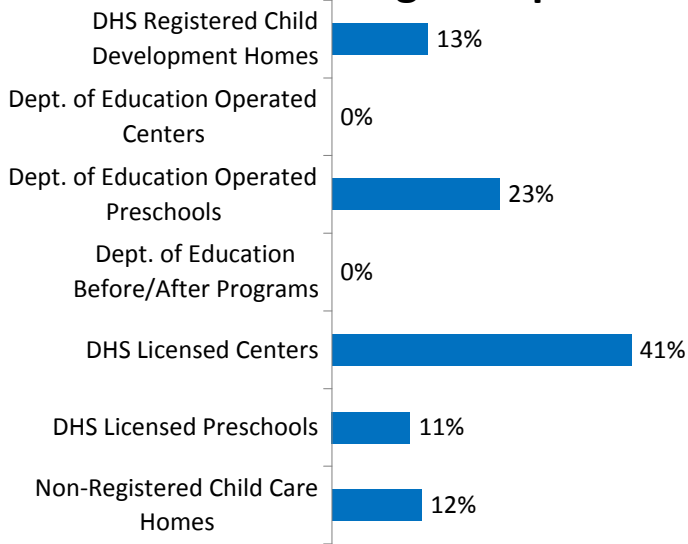 DHS Registered Child
Development Homes
13%
Dept. of Education Operated
Centers
0%
Dept. of Education Operated
Preschools
23%
Dept. of Education
Before/After Programs
0%
DHS Licensed Centers
41%
DHS Licensed Preschools
11%
Non-Registered Child Care
Homes
12%